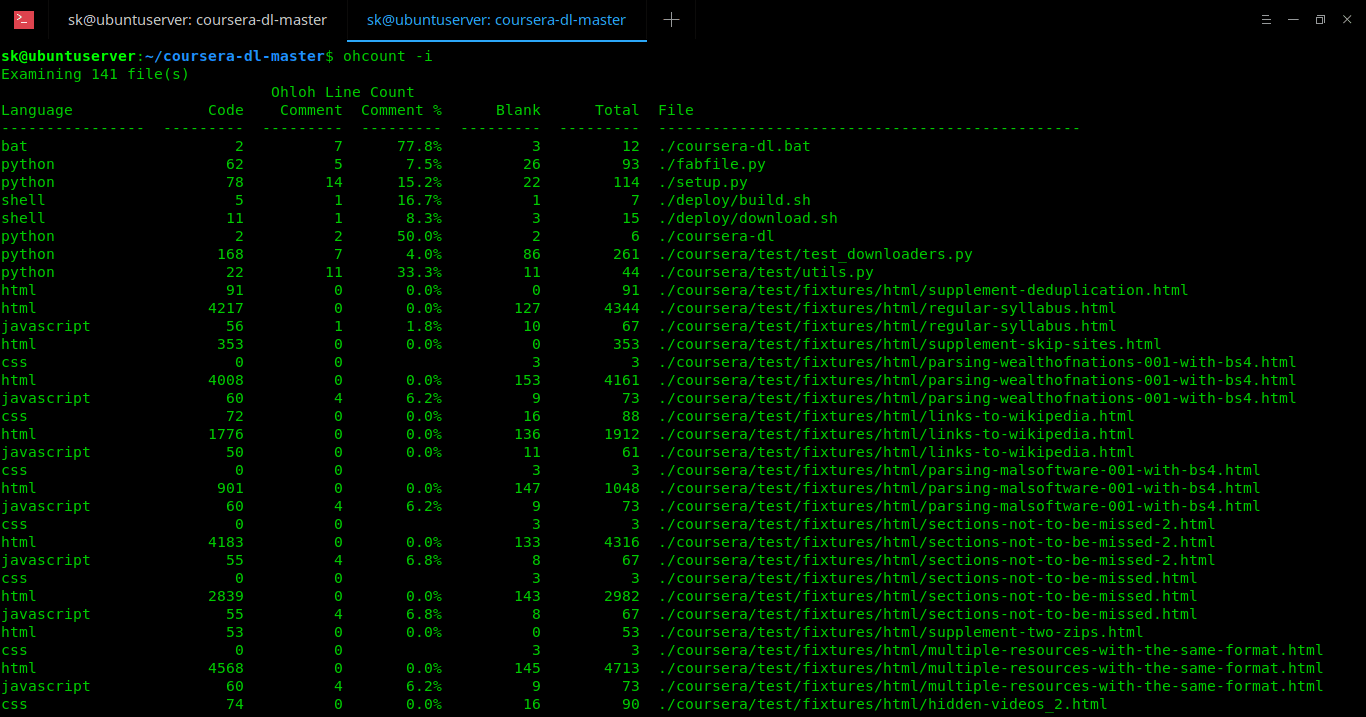 sk@ubuntuserver: coursera-dl-master sk@ubuntuserver: coursera-dl-master
sk@ubuntuserver:~/coursera-dl-master$ ohcount -i
Examining 141 file(s)
Ohloh Line Count
Language Code Comment Comment % Blank Total File
---------------- --------- --------- --------- --------- --------- -----------------------------------------------
bat 2 7 77.8% 3 12 ./coursera-dl.bat
python 62 5 7.5% 26 93 ./fabfile.py
python 78 14 15.2% 22 114 ./setup.py
shell 5 1 16.7% 1 7 ./deploy/build.sh
shell 11 1 8.3% 3 15 ./deploy/download.sh
python 2 2 50.0% 2 6 ./coursera-dl
python 168 7 4.0% 86 261 ./coursera/test/test_downloaders.py
python 22 11 33.3% 11 44 ./coursera/test/utils.py
html 91 0 0.0% 0 91 ./coursera/test/fixtures/html/supplement-deduplication.html
html 4217 0 0.0% 127 4344 ./coursera/test/fixtures/html/regular-syllabus.html
javascript 56 1 1.8% 10 67 ./coursera/test/fixtures/html/regular-syllabus.html
html 353 0 0.0% 0 353 ./coursera/test/fixtures/html/supplement-skip-sites.html
css 0 0 3 3 ./coursera/test/fixtures/html/parsing-wealthofnations-001-with-bs4.html
html 4008 0 0.0% 153 4161 ./coursera/test/fixtures/html/parsing-wealthofnations-001-with-bs4.html
javascript 60 4 6.2% 9 73 ./coursera/test/fixtures/html/parsing-wealthofnations-001-with-bs4.html
css 72 0 0.0% 16 88 ./coursera/test/fixtures/html/links-to-wikipedia.html
html 1776 0 0.0% 136 1912 ./coursera/test/fixtures/html/links-to-wikipedia.html
javascript 50 0 0.0% 11 61 ./coursera/test/fixtures/html/links-to-wikipedia.html
css 0 0 3 3 ./coursera/test/fixtures/html/parsing-malsoftware-001-with-bs4.html
html 901 0 0.0% 147 1048 ./coursera/test/fixtures/html/parsing-malsoftware-001-with-bs4.html
javascript 60 4 6.2% 9 73 ./coursera/test/fixtures/html/parsing-malsoftware-001-with-bs4.html
css 0 0 3 3 ./coursera/test/fixtures/html/sections-not-to-be-missed-2.html
html 4183 0 0.0% 133 4316 ./coursera/test/fixtures/html/sections-not-to-be-missed-2.html
javascript 55 4 6.8% 8 67 ./coursera/test/fixtures/html/sections-not-to-be-missed-2.html
css 0 0 3 3 ./coursera/test/fixtures/html/sections-not-to-be-missed.html
html 2839 0 0.0% 143 2982 ./coursera/test/fixtures/html/sections-not-to-be-missed.html
javascript 55 4 6.8% 8 67 ./coursera/test/fixtures/html/sections-not-to-be-missed.html
html 53 0 0.0% 0 53 ./coursera/test/fixtures/html/supplement-two-zips.html
css 0 0 3 3 ./coursera/test/fixtures/html/multiple-resources-with-the-same-format.html
html 4568 0 0.0% 145 4713 ./coursera/test/fixtures/html/multiple-resources-with-the-same-format.html
javascript 60 4 6.2% 9 73 ./coursera/test/fixtures/html/multiple-resources-with-the-same-format.html
css 74 0 0.0% 16 90 ./coursera/test/fixtures/html/hidden-videos_2.html